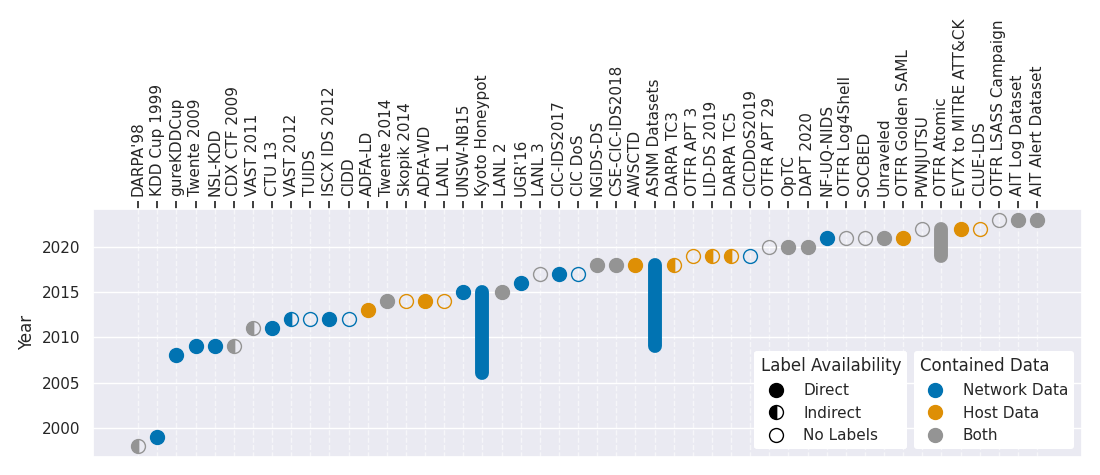 DARPA'98
KDD Cup 1999
gureKDDCup
Twente 2009
NSL-KDD
CDX CTF 2009
VAST 2011
CTU 13
VAST 2012
TUIDS
ISCX IDS 2012
CIDD
ADFA-LD
Twente 2014
Skopik 2014
ADFA-WD
LANL 1
UNSW-NB15
Kyoto Honeypot
LANL 2
UGR'16
LANL 3
CIC-IDS2017
CIC DoS
NGIDS-DS
CSE-CIC-IDS2018
AWSCTD
ASNM Datasets
DARPA TC3
OTFR APT 3
LID-DS 2019
DARPA TC5
CICDDoS2019
OTFR APT 29
OpTC
DAPT 2020
NF-UQ-NIDS
OTFR Log4Shell
SOCBED
Unraveled
OTFR Golden SAML
PWNJUTSU
OTFR Atomic
EVTX to MITRE ATT&CK
CLUE-LDS
OTFR LSASS Campaign
AIT Log Dataset
AIT Alert Dataset
Year
2020
2015
2010
2005
2000
Label Availability
Direct
Indirect
No Labels
Contained Data
Network Data
Host Data
Both